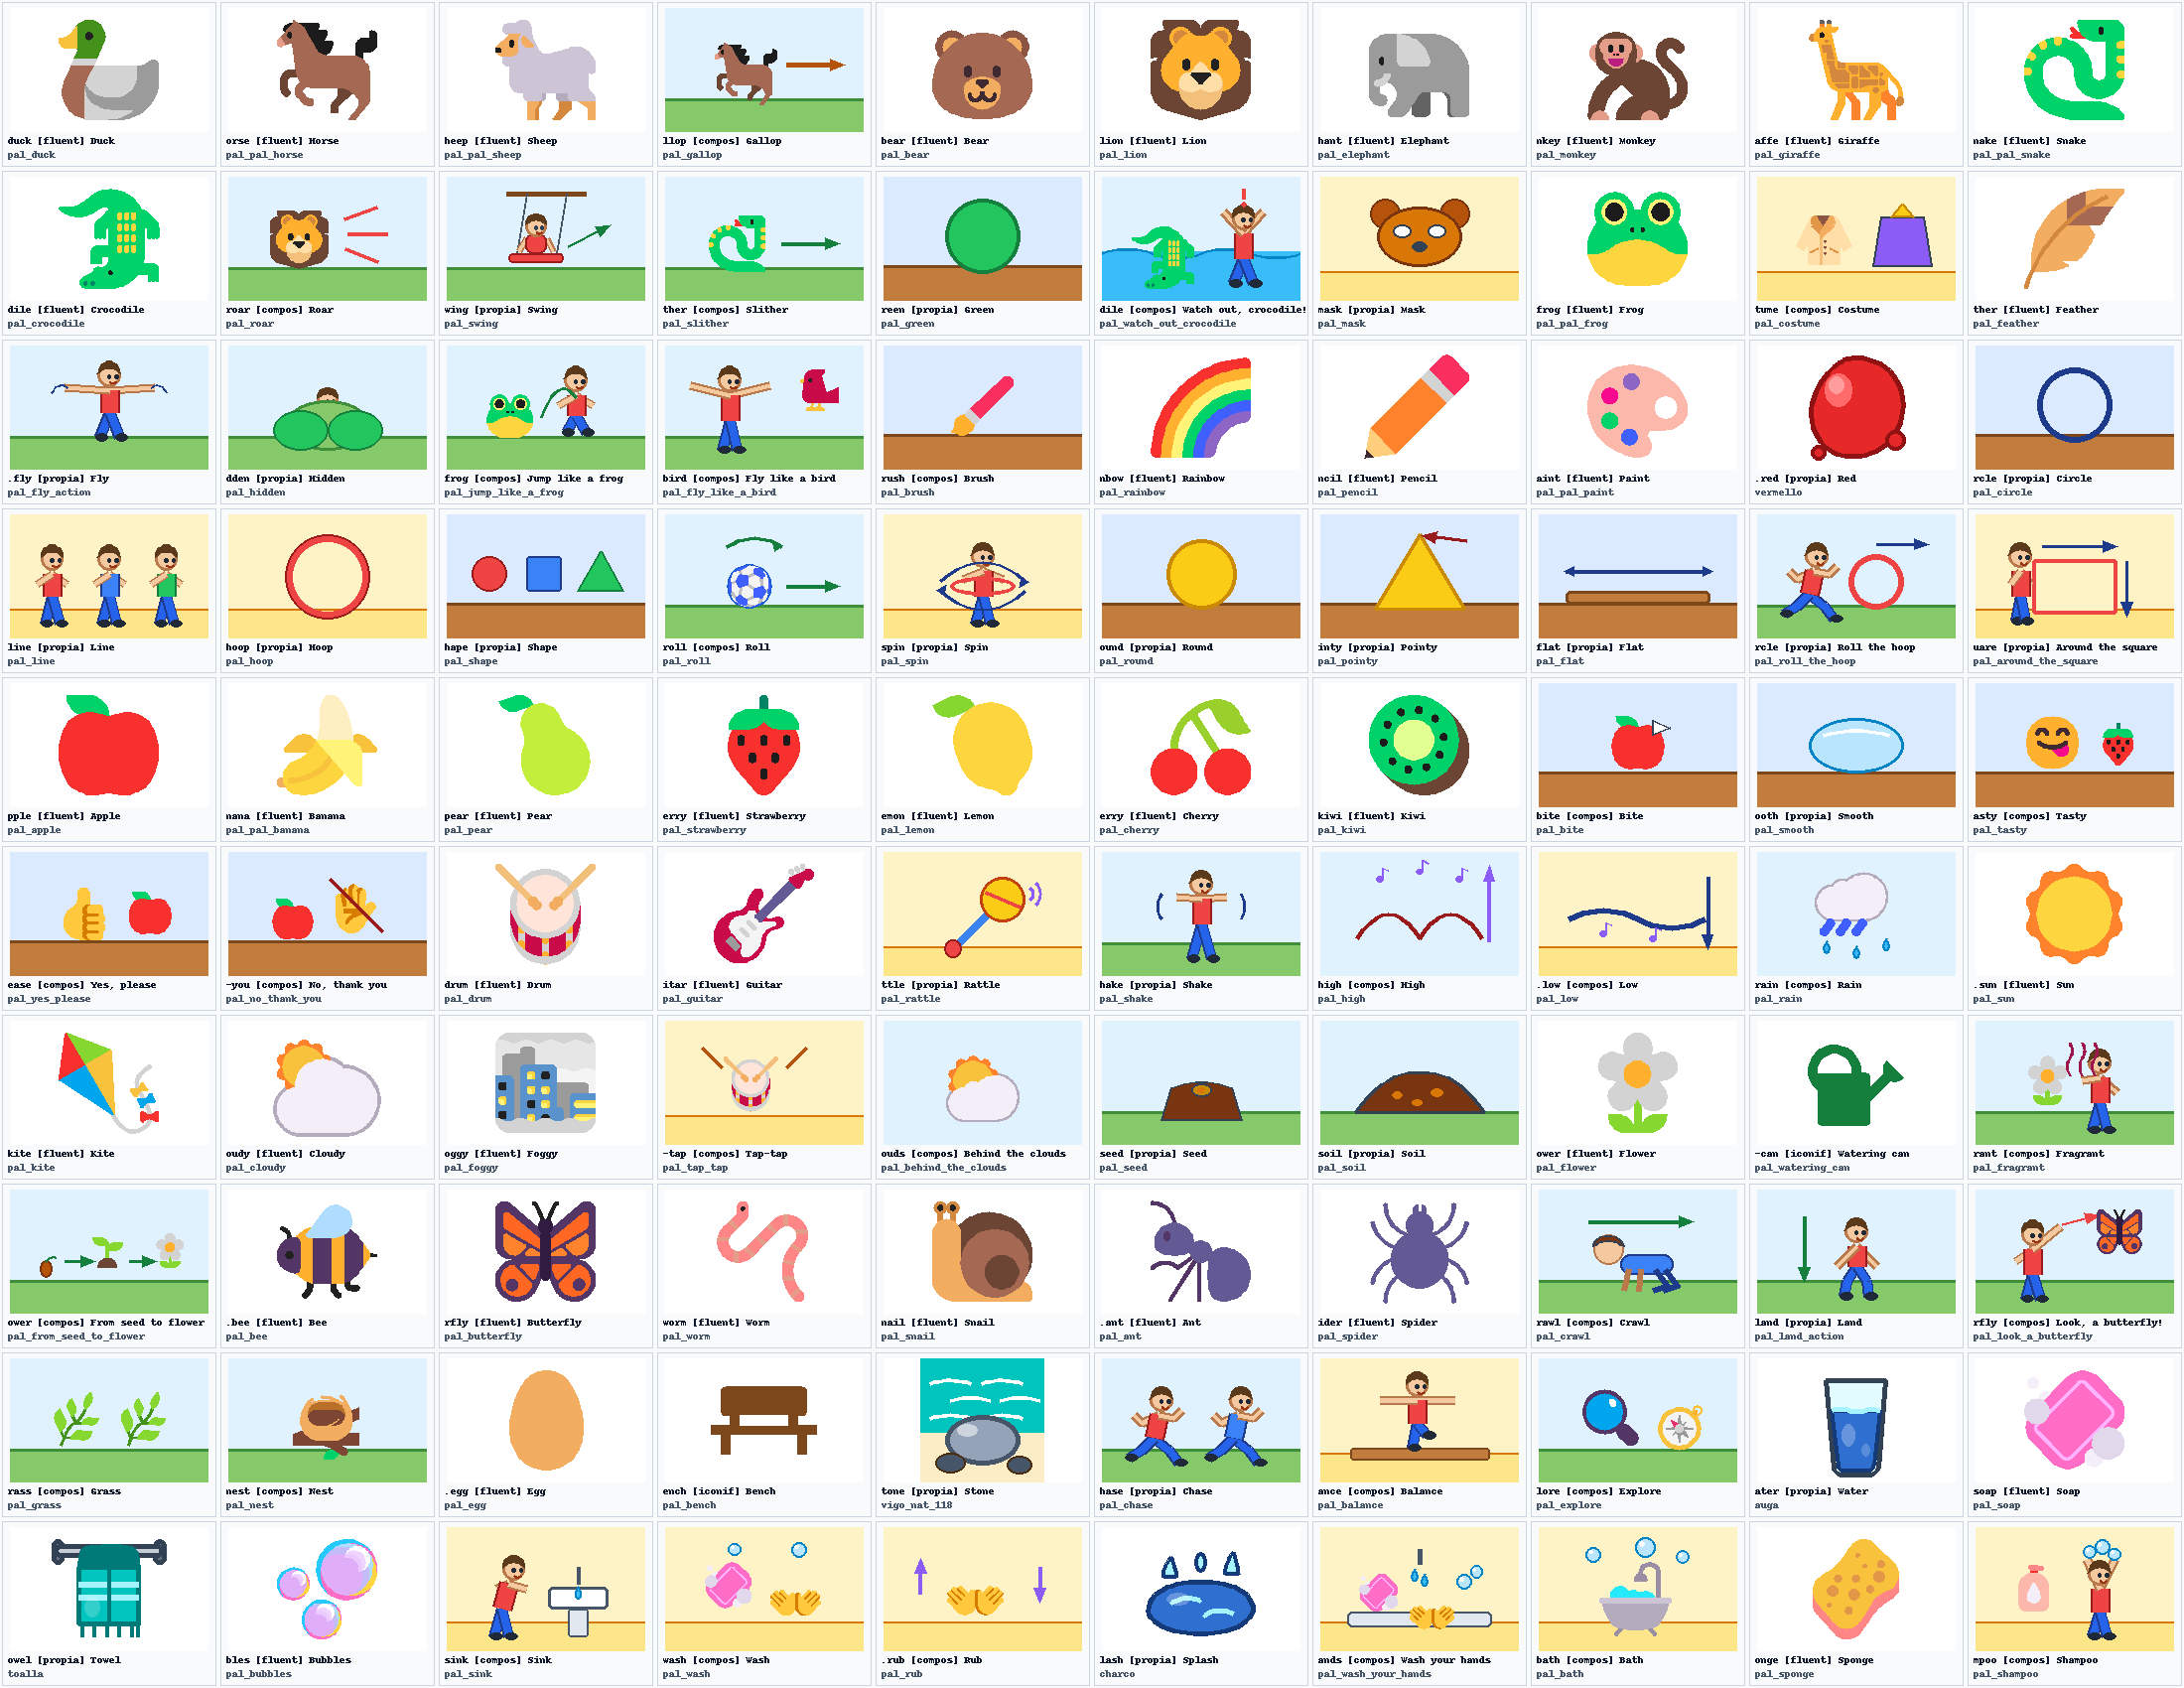 duck [fluent] Duck
pal_duck
orse [fluent] Horse
pal_pal_horse
heep [fluent] Sheep
pal_pal_sheep
llop [compos] Gallop
pal_gallop
bear [fluent] Bear
pal_bear
lion [fluent] Lion
pal_lion
hant [fluent] Elephant
pal_elephant
nkey [fluent] Monkey
pal_monkey
affe [fluent] Giraffe
pal_giraffe
nake [fluent] Snake
pal_pal_snake
dile [fluent] Crocodile
pal_crocodile
roar [compos] Roar
pal_roar
wing [propia] Swing
pal_swing
ther [compos] Slither
pal_slither
reen [propia] Green
pal_green
dile [compos] Watch out, crocodile!
pal_watch_out_crocodile
mask [propia] Mask
pal_mask
frog [fluent] Frog
pal_pal_frog
tume [compos] Costume
pal_costume
ther [fluent] Feather
pal_feather
.fly [propia] Fly
pal_fly_action
dden [propia] Hidden
pal_hidden
frog [compos] Jump like a frog
pal_jump_like_a_frog
bird [compos] Fly like a bird
pal_fly_like_a_bird
rush [compos] Brush
pal_brush
nbow [fluent] Rainbow
pal_rainbow
ncil [fluent] Pencil
pal_pencil
aint [fluent] Paint
pal_pal_paint
.red [propia] Red
vermello
rcle [propia] Circle
pal_circle
line [propia] Line
pal_line
hoop [propia] Hoop
pal_hoop
hape [propia] Shape
pal_shape
roll [compos] Roll
pal_roll
spin [propia] Spin
pal_spin
ound [propia] Round
pal_round
inty [propia] Pointy
pal_pointy
flat [propia] Flat
pal_flat
rcle [propia] Roll the hoop
pal_roll_the_hoop
uare [propia] Around the square
pal_around_the_square
pple [fluent] Apple
pal_apple
nana [fluent] Banana
pal_pal_banana
pear [fluent] Pear
pal_pear
erry [fluent] Strawberry
pal_strawberry
emon [fluent] Lemon
pal_lemon
erry [fluent] Cherry
pal_cherry
kiwi [fluent] Kiwi
pal_kiwi
bite [compos] Bite
pal_bite
ooth [propia] Smooth
pal_smooth
asty [compos] Tasty
pal_tasty
ease [compos] Yes, please
pal_yes_please
-you [compos] No, thank you
pal_no_thank_you
drum [fluent] Drum
pal_drum
itar [fluent] Guitar
pal_guitar
ttle [propia] Rattle
pal_rattle
hake [propia] Shake
pal_shake
high [compos] High
pal_high
.low [compos] Low
pal_low
rain [compos] Rain
pal_rain
.sun [fluent] Sun
pal_sun
kite [fluent] Kite
pal_kite
oudy [fluent] Cloudy
pal_cloudy
oggy [fluent] Foggy
pal_foggy
-tap [compos] Tap-tap
pal_tap_tap
ouds [compos] Behind the clouds
pal_behind_the_clouds
seed [propia] Seed
pal_seed
soil [propia] Soil
pal_soil
ower [fluent] Flower
pal_flower
-can [iconif] Watering can
pal_watering_can
rant [compos] Fragrant
pal_fragrant
ower [compos] From seed to flower
pal_from_seed_to_flower
.bee [fluent] Bee
pal_bee
rfly [fluent] Butterfly
pal_butterfly
worm [fluent] Worm
pal_worm
nail [fluent] Snail
pal_snail
.ant [fluent] Ant
pal_ant
ider [fluent] Spider
pal_spider
rawl [compos] Crawl
pal_crawl
land [propia] Land
pal_land_action
rfly [compos] Look, a butterfly!
pal_look_a_butterfly
rass [compos] Grass
pal_grass
nest [compos] Nest
pal_nest
.egg [fluent] Egg
pal_egg
ench [iconif] Bench
pal_bench
tone [propia] Stone
vigo_nat_118
hase [propia] Chase
pal_chase
ance [compos] Balance
pal_balance
lore [compos] Explore
pal_explore
ater [propia] Water
auga
soap [fluent] Soap
pal_soap
owel [propia] Towel
toalla
bles [fluent] Bubbles
pal_bubbles
sink [compos] Sink
pal_sink
wash [compos] Wash
pal_wash
.rub [compos] Rub
pal_rub
lash [propia] Splash
charco
ands [compos] Wash your hands
pal_wash_your_hands
bath [compos] Bath
pal_bath
onge [fluent] Sponge
pal_sponge
mpoo [compos] Shampoo
pal_shampoo